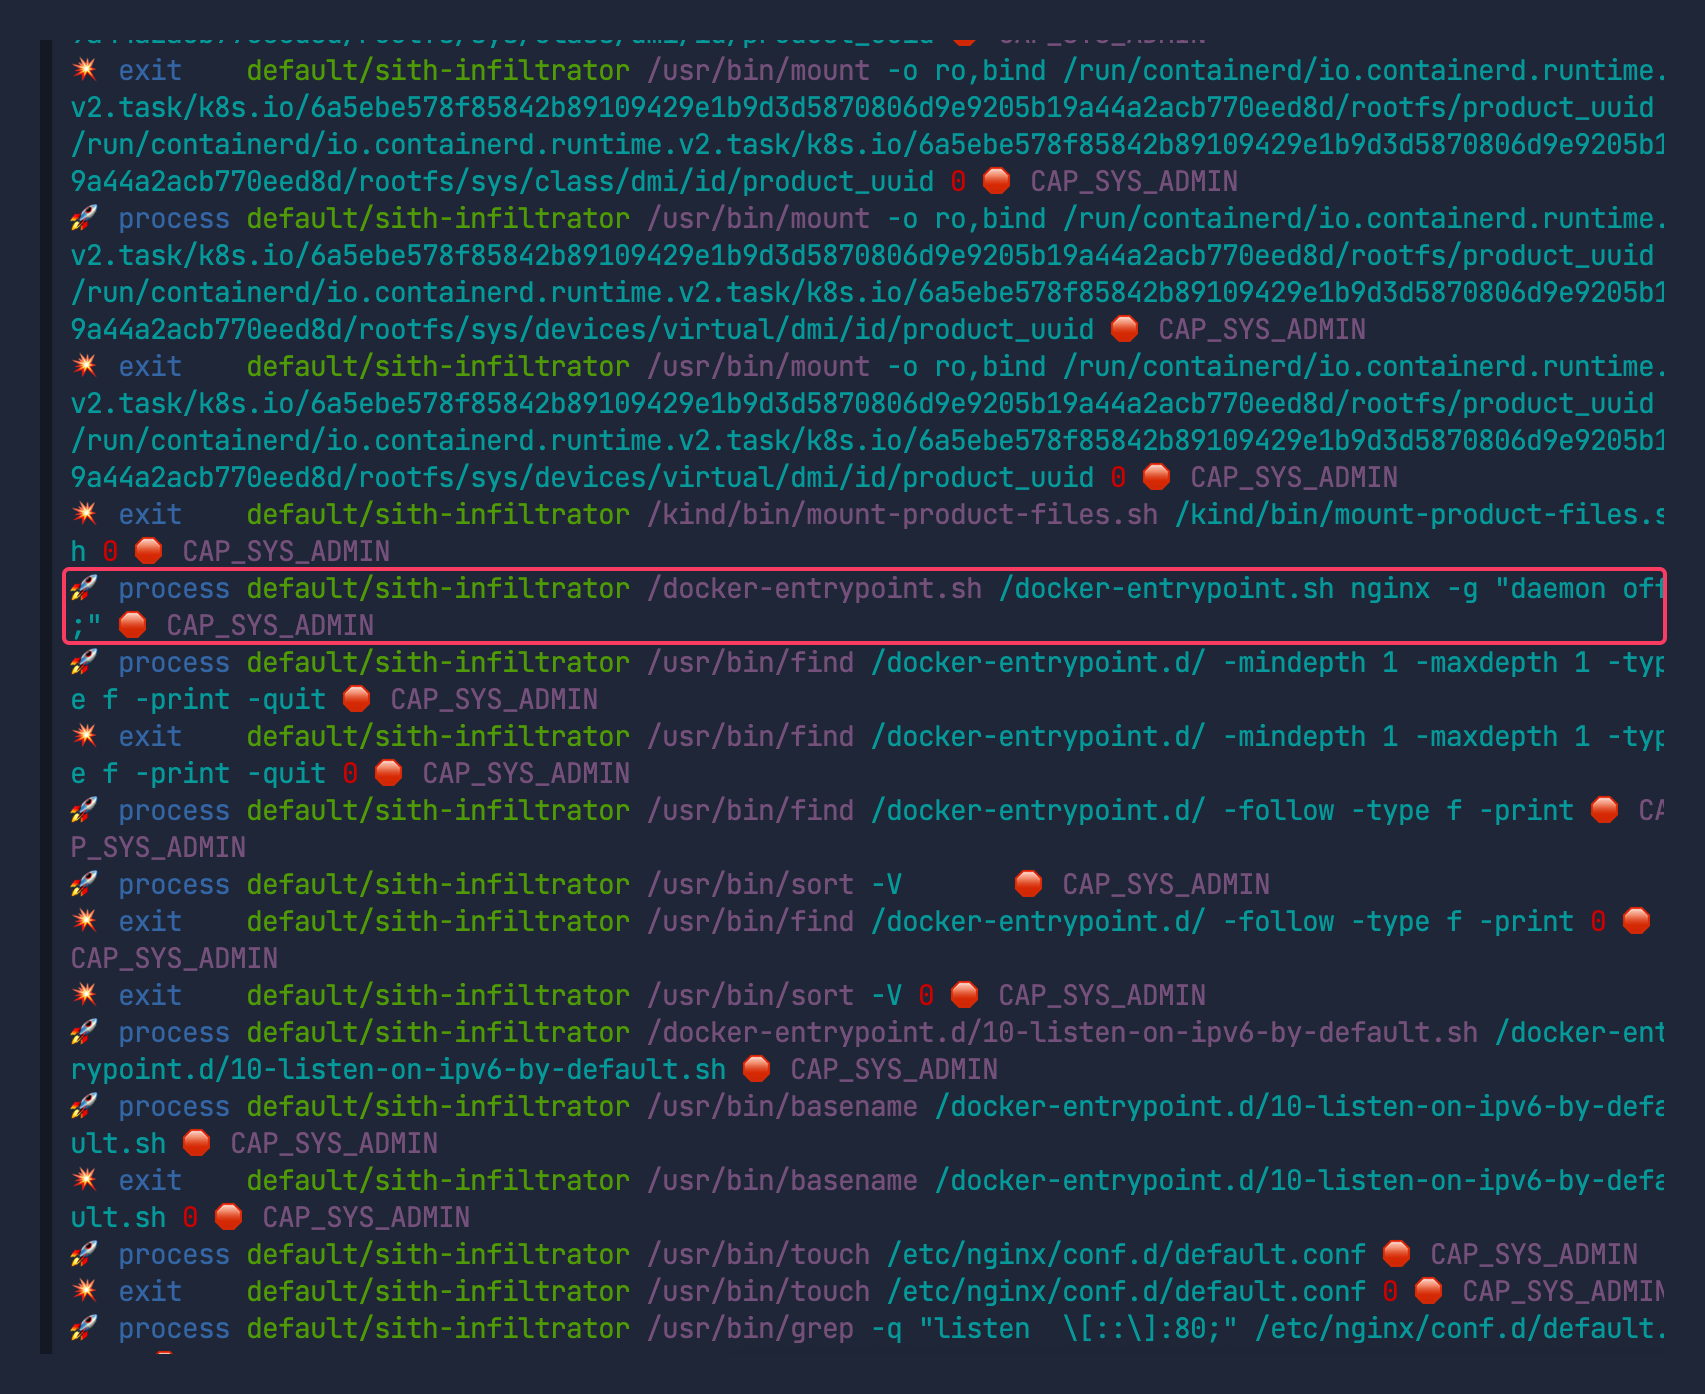 💥 exit    default/sith-infiltrator /usr/bin/mount -o ro,bind /run/containerd/io.containerd.runtime.
v2.task/k8s.io/6a5ebe578f85842b89109429e1b9d3d5870806d9e9205b19a44a2acb770eed8d/rootfs/product_uuid
/run/containerd/io.containerd.runtime.v2.task/k8s.io/6a5ebe578f85842b89109429e1b9d3d5870806d9e9205b1
9a44a2acb770eed8d/rootfs/sys/class/dmi/id/product_uuid 0 🛑 CAP_SYS_ADMIN
🚀 process default/sith-infiltrator /usr/bin/mount -o ro,bind /run/containerd/io.containerd.runtime.
v2.task/k8s.io/6a5ebe578f85842b89109429e1b9d3d5870806d9e9205b19a44a2acb770eed8d/rootfs/product_uuid
/run/containerd/io.containerd.runtime.v2.task/k8s.io/6a5ebe578f85842b89109429e1b9d3d5870806d9e9205b1
9a44a2acb770eed8d/rootfs/sys/devices/virtual/dmi/id/product_uuid 🛑 CAP_SYS_ADMIN
💥 exit    default/sith-infiltrator /usr/bin/mount -o ro,bind /run/containerd/io.containerd.runtime.
v2.task/k8s.io/6a5ebe578f85842b89109429e1b9d3d5870806d9e9205b19a44a2acb770eed8d/rootfs/product_uuid
/run/containerd/io.containerd.runtime.v2.task/k8s.io/6a5ebe578f85842b89109429e1b9d3d5870806d9e9205b1
9a44a2acb770eed8d/rootfs/sys/devices/virtual/dmi/id/product_uuid 0 🛑 CAP_SYS_ADMIN
💥 exit    default/sith-infiltrator /kind/bin/mount-product-files.sh /kind/bin/mount-product-files.s
h 0 🛑 CAP_SYS_ADMIN
🚀 process default/sith-infiltrator /docker-entrypoint.sh /docker-entrypoint.sh nginx -g "daemon off
;" 🛑 CAP_SYS_ADMIN
🚀 process default/sith-infiltrator /usr/bin/find /docker-entrypoint.d/ -mindepth 1 -maxdepth 1 -typ
e f -print -quit 🛑 CAP_SYS_ADMIN
💥 exit    default/sith-infiltrator /usr/bin/find /docker-entrypoint.d/ -mindepth 1 -maxdepth 1 -typ
e f -print -quit 0 🛑 CAP_SYS_ADMIN
🚀 process default/sith-infiltrator /usr/bin/find /docker-entrypoint.d/ -follow -type f -print 🛑 CA
P_SYS_ADMIN
🚀 process default/sith-infiltrator /usr/bin/sort -V       🛑 CAP_SYS_ADMIN
💥 exit    default/sith-infiltrator /usr/bin/find /docker-entrypoint.d/ -follow -type f -print 0 🛑
CAP_SYS_ADMIN
💥 exit    default/sith-infiltrator /usr/bin/sort -V 0 🛑 CAP_SYS_ADMIN
🚀 process default/sith-infiltrator /docker-entrypoint.d/10-listen-on-ipv6-by-default.sh /docker-ent
rypoint.d/10-listen-on-ipv6-by-default.sh 🛑 CAP_SYS_ADMIN
🚀 process default/sith-infiltrator /usr/bin/basename /docker-entrypoint.d/10-listen-on-ipv6-by-defa
ult.sh 🛑 CAP_SYS_ADMIN
💥 exit    default/sith-infiltrator /usr/bin/basename /docker-entrypoint.d/10-listen-on-ipv6-by-defa
ult.sh 0 🛑 CAP_SYS_ADMIN
🚀 process default/sith-infiltrator /usr/bin/touch /etc/nginx/conf.d/default.conf 🛑 CAP_SYS_ADMIN
💥 exit    default/sith-infiltrator /usr/bin/touch /etc/nginx/conf.d/default.conf 0 🛑 CAP_SYS_ADMIN
🚀 process default/sith-infiltrator /usr/bin/grep -q "listen  \[::\]:80;" /etc/nginx/conf.d/default.